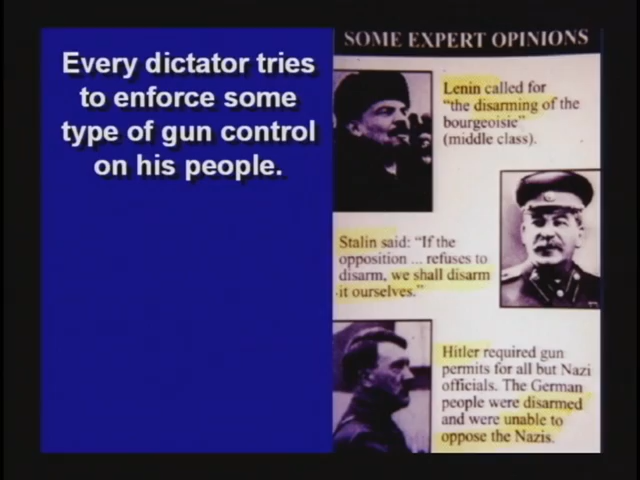 Every dictator tries
to enforce some
type of gun control
on his people.
SOME EXPERT OPINIONS
Lenin called for
"the disarming of the
bourgeoisie"
(middle class).
Stalin said: "If the
opposition ... refuses to
disarm, we shall disarm
it ourselves."
Hitler required gun
permits for all but Nazi
officials. The German
people were disarmed
and were unable to
oppose the Nazis.